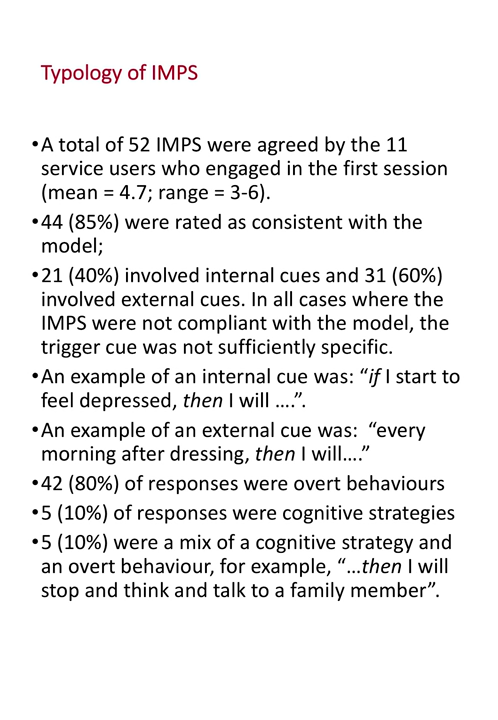 Typology of IMPS
•A total of 52 IMPS were agreed by the 11
service users who engaged in the first session
(mean = 4.7; range = 3-6).
•44 (85%) were rated as consistent with the
model;
•21 (40%) involved internal cues and 31 (60%)
involved external cues. In all cases where the
IMPS were not compliant with the model, the
trigger cue was not sufficiently specific.
•An example of an internal cue was: “if I start to
feel depressed, then I will ….”.
•An example of an external cue was:  “every
morning after dressing, then I will….”
•42 (80%) of responses were overt behaviours
•5 (10%) of responses were cognitive strategies
•5 (10%) were a mix of a cognitive strategy and
an overt behaviour, for example, “…then I will
stop and think and talk to a family member”.